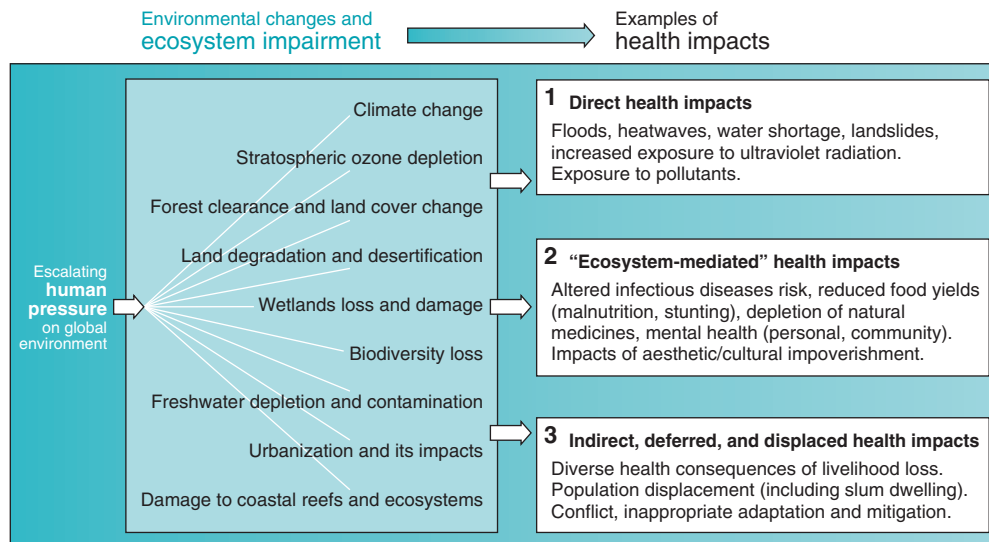 Environmental changes and
ecosystem impairment
Examples of
health impacts
Escalating
human
pressure
on global
environment
Climate change
Stratospheric ozone depletion
Forest clearance and land cover change
Land degradation and desertification
Wetlands loss and damage
Biodiversity loss
Freshwater depletion and contamination
Urbanization and its impacts
Damage to coastal reefs and ecosystems
1 Direct health impacts
Floods, heatwaves, water shortage, landslides,
increased exposure to ultraviolet radiation.
Exposure to pollutants.
2 “Ecosystem-mediated” health impacts
Altered infectious diseases risk, reduced food yields
(malnutrition, stunting), depletion of natural
medicines, mental health (personal, community).
Impacts of aesthetic/cultural impoverishment.
3 Indirect, deferred, and displaced health impacts
Diverse health consequences of livelihood loss.
Population displacement (including slum dwelling).
Conflict, inappropriate adaptation and mitigation.